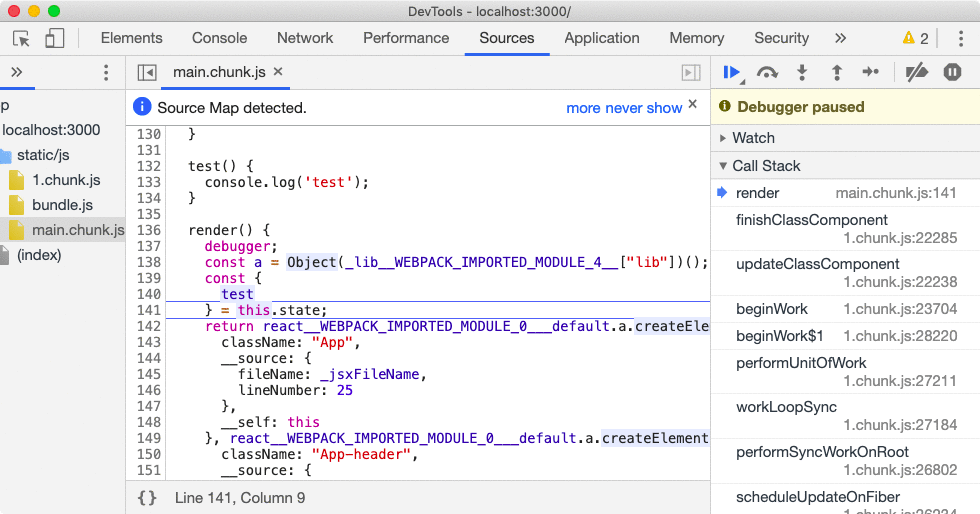 DevTools - localhost:3000/
Elements Console Network Performance Sources Application Memory Security » 2
» main.chunk.js ×
Debugger paused
p
localhost:3000
static/js
1.chunk.js
bundle.js
main.chunk.js
(index)
Source Map detected. more never show ×
130 }
131
132 test() {
133 console.log('test');
134 }
135
136 render() {
137 debugger;
138 const a = Object(_lib__WEBPACK_IMPORTED_MODULE_4__["lib"])();
139 const {
140 test
141 } = this.state;
142 return react__WEBPACK_IMPORTED_MODULE_0___default.a.createEle
143 className: "App",
144 __source: {
145 fileName: _jsxFileName,
146 lineNumber: 25
147 },
148 __self: this
149 }, react__WEBPACK_IMPORTED_MODULE_0___default.a.createElement
150 className: "App-header",
151 __source: {
{} Line 141, Column 9
Watch
Call Stack
render main.chunk.js:141
finishClassComponent
1.chunk.js:22285
updateClassComponent
1.chunk.js:22238
beginWork 1.chunk.js:23704
beginWork$1 1.chunk.js:28220
performUnitOfWork
1.chunk.js:27211
workLoopSync
1.chunk.js:27184
performSyncWorkOnRoot
1.chunk.js:26802
scheduleUpdateOnFiber